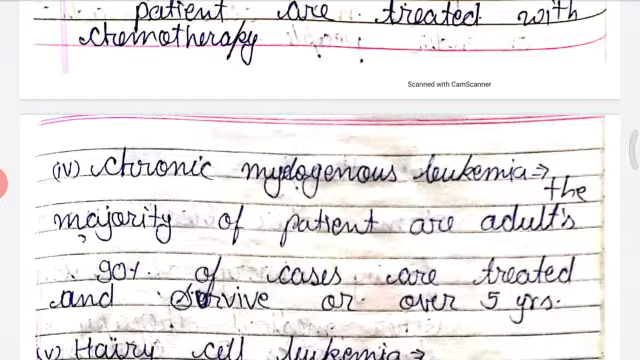 patient are treated with
chemotherapy
Scanned with CamScanner
(iv) chronic mydogenous leukemia ⇒ the
majority of patient are adult's
90% of cases are treated
and survive or over 5 yrs.
(v) Hairy cell leukemia ⇒